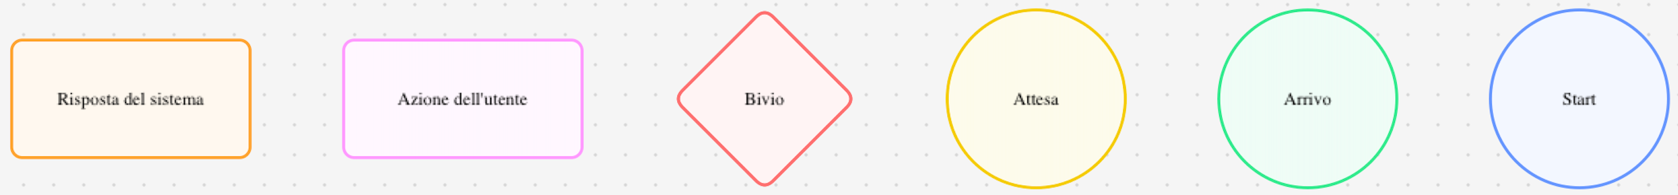 Risposta del sistema
Azione dell'utente
Bivio
Attesa
Arrivo
Start